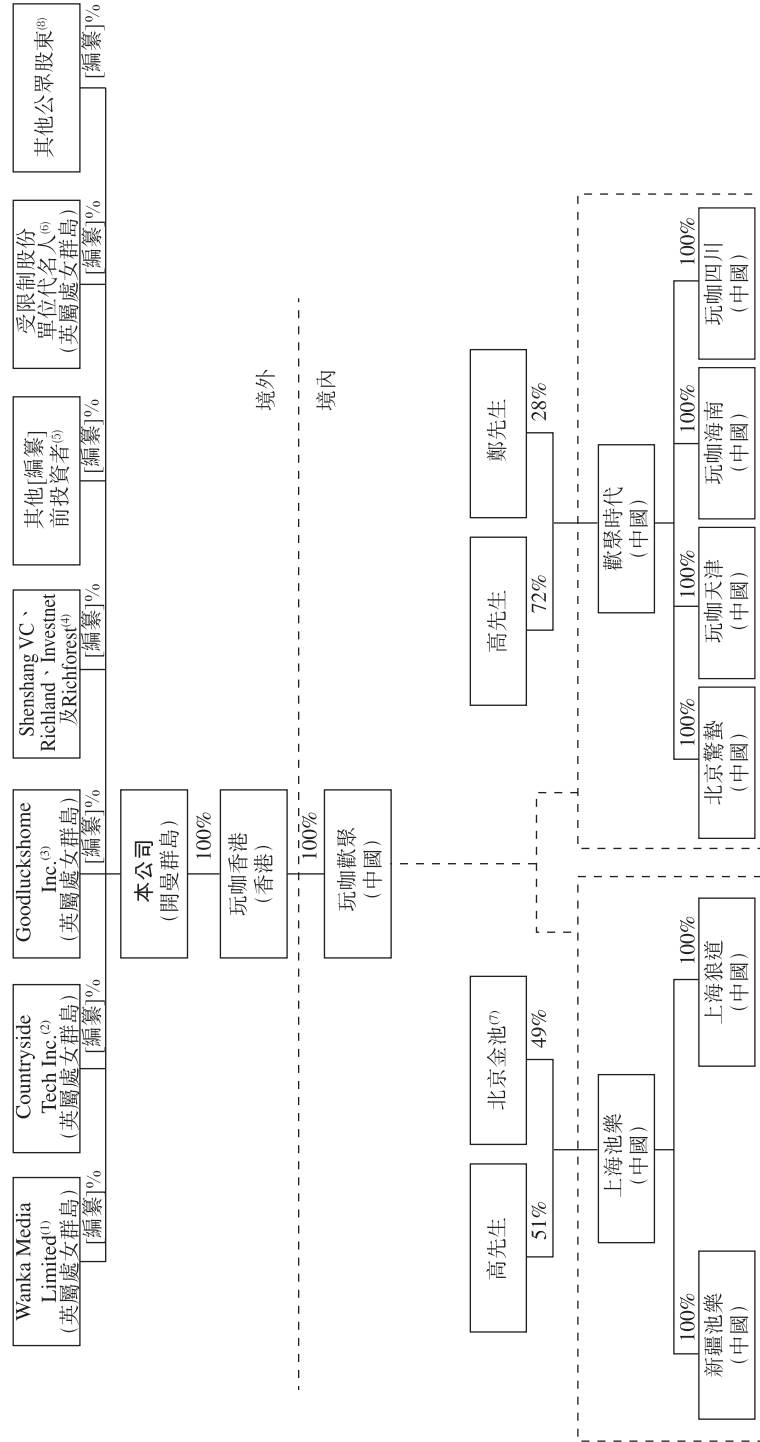 Wanka Media
Limited(1)
(英屬處女群島)
[編纂]%
Countryside
Tech Inc.(2)
(英屬處女群島)
[編纂]%
Goodluckshome
Inc.(3)
(英屬處女群島)
[編纂]%
Shenshang VC、
Richland、Investnet
及Richforest(4)
[編纂]%
其他[編纂]
前投資者(5)
[編纂]%
受限制股份
單位代名人(6)
(英屬處女群島)
[編纂]%
其他公眾股東(8)
[編纂]%
本公司
(開曼群島)
100%
玩咖香港
(香港)
境外
境內
100%
玩咖歡聚
(中國)
高先生
51%
北京金池(7)
49%
高先生
72%
鄭先生
28%
上海池樂
(中國)
歡聚時代
(中國)
100%
新疆池樂
(中國)
100%
上海狼道
(中國)
100%
北京驚蟄
(中國)
100%
玩咖天津
(中國)
100%
玩咖海南
(中國)
100%
玩咖四川
(中國)